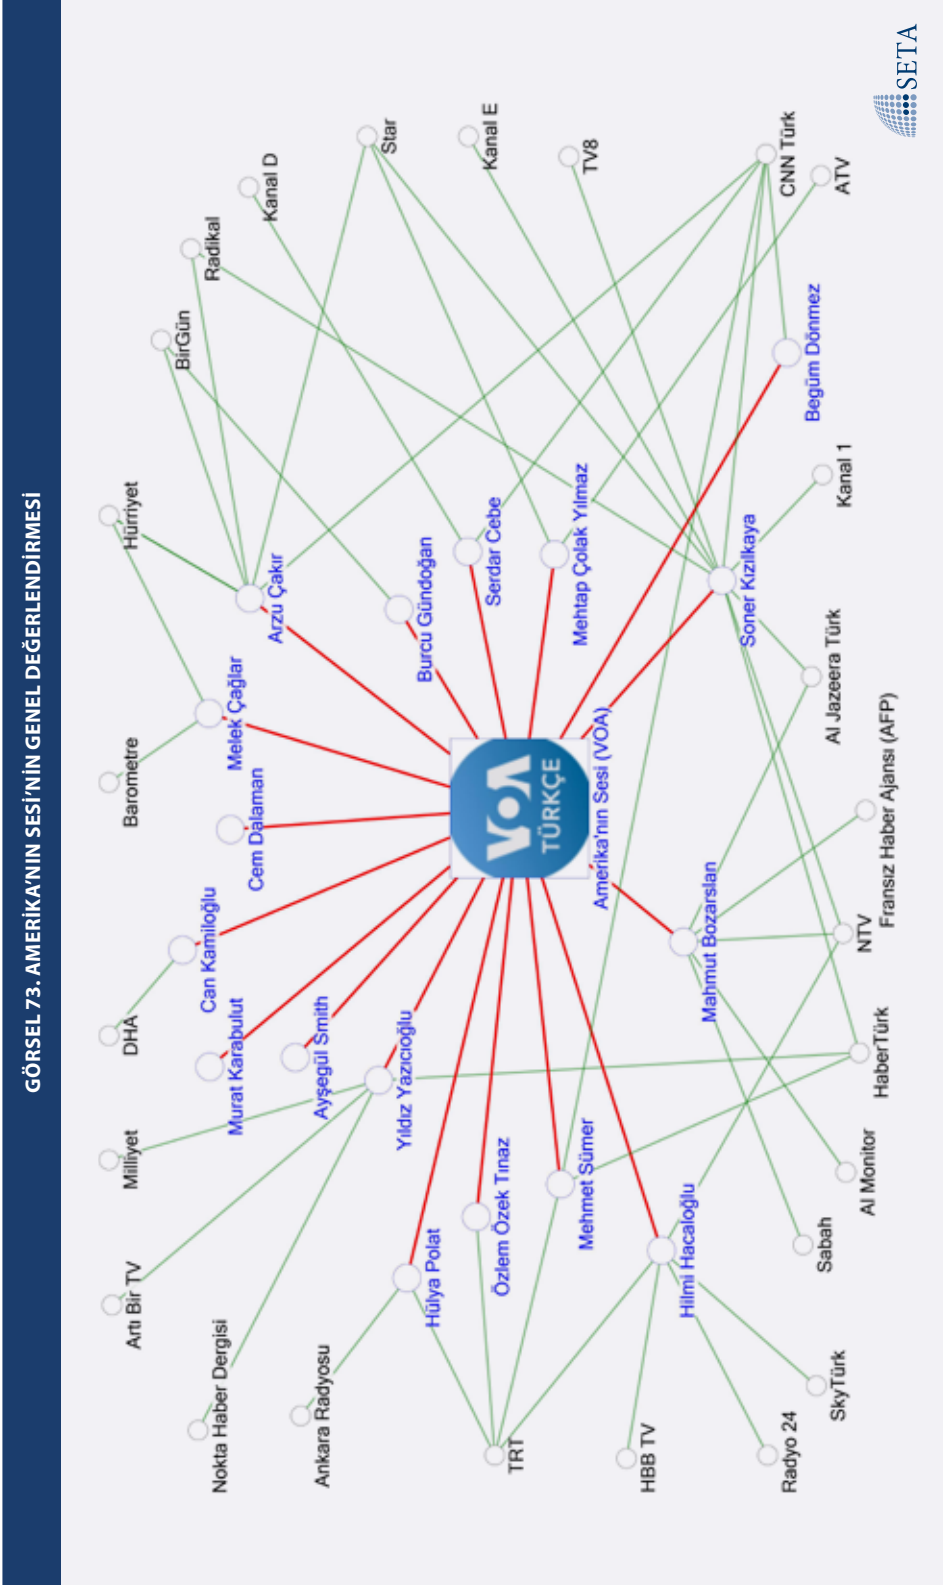 GÖRSEL 73. AMERİKA'NIN SESİ'NİN GENEL DEĞERLENDİRMESİ
Hürriyet
Barometre
DHA
Milliyet
Artı Bir TV
BirGün
Radikal
Nokta Haber Dergisi
Melek Çağlar
Can Kamiloğlu
Murat Karabulut
Cem Dalaman
Kanal D
Arzu Çakır
Ayşegül Smith
Ankara Radyosu
Star
Burcu Gündoğan
Yıldız Yazıcıoğlu
Hülya Polat
Kanal E
Serdar Cebe
VOA
TÜRKÇE
Özlem Özek Tınaz
TRT
TV8
Mehtap Çolak Yılmaz
Amerika'nın Sesi (VOA)
Mehmet Sümer
HBB TV
Soner Kızılkaya
Mahmut Bozarslan
Hilmi Hacaloğlu
CNN Türk
Begüm Dönmez
Radyo 24
ATV
Kanal 1
Al Jazeera Türk
Sabah
SkyTürk
NTV
Fransız Haber Ajansı (AFP)
HaberTürk
Al Monitor
SETA